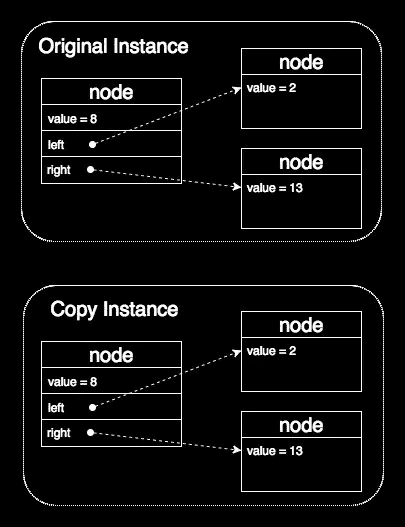 Original Instance
node
value = 8
left
right
node
value = 2
node
value = 13
Copy Instance
node
value = 8
left
right
node
value = 2
node
value = 13